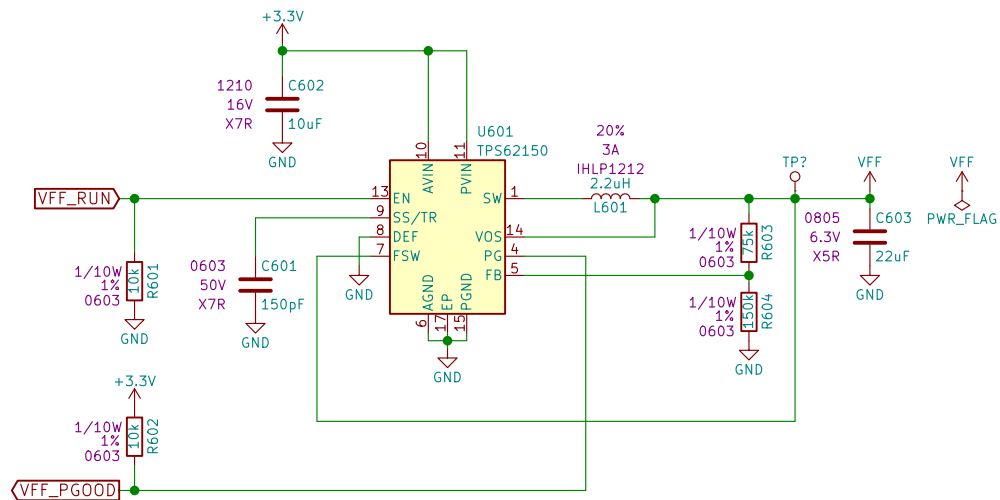 +3.3V
1210
16V
X7R
C602
10uF
GND
U601
TPS62150
10
11
AVIN
PVIN
VFF_RUN
13
EN
9
SS/TR
8
DEF
7
FSW
SW
1
VOS
14
PG
4
FB
5
AGND
EP
PGND
6
17
15
GND
20%
3A
IHLP1212
2.2uH
L601
TP?
VFF
VFF
PWR_FLAG
1/10W
1%
0603
10k
R601
GND
0603
50V
X7R
C601
150pF
GND
GND
1/10W
1%
0603
75k
R603
1/10W
1%
0603
150k
R604
GND
0805
6.3V
X5R
C603
22uF
GND
+3.3V
1/10W
1%
0603
10k
R602
VFF_PGOOD